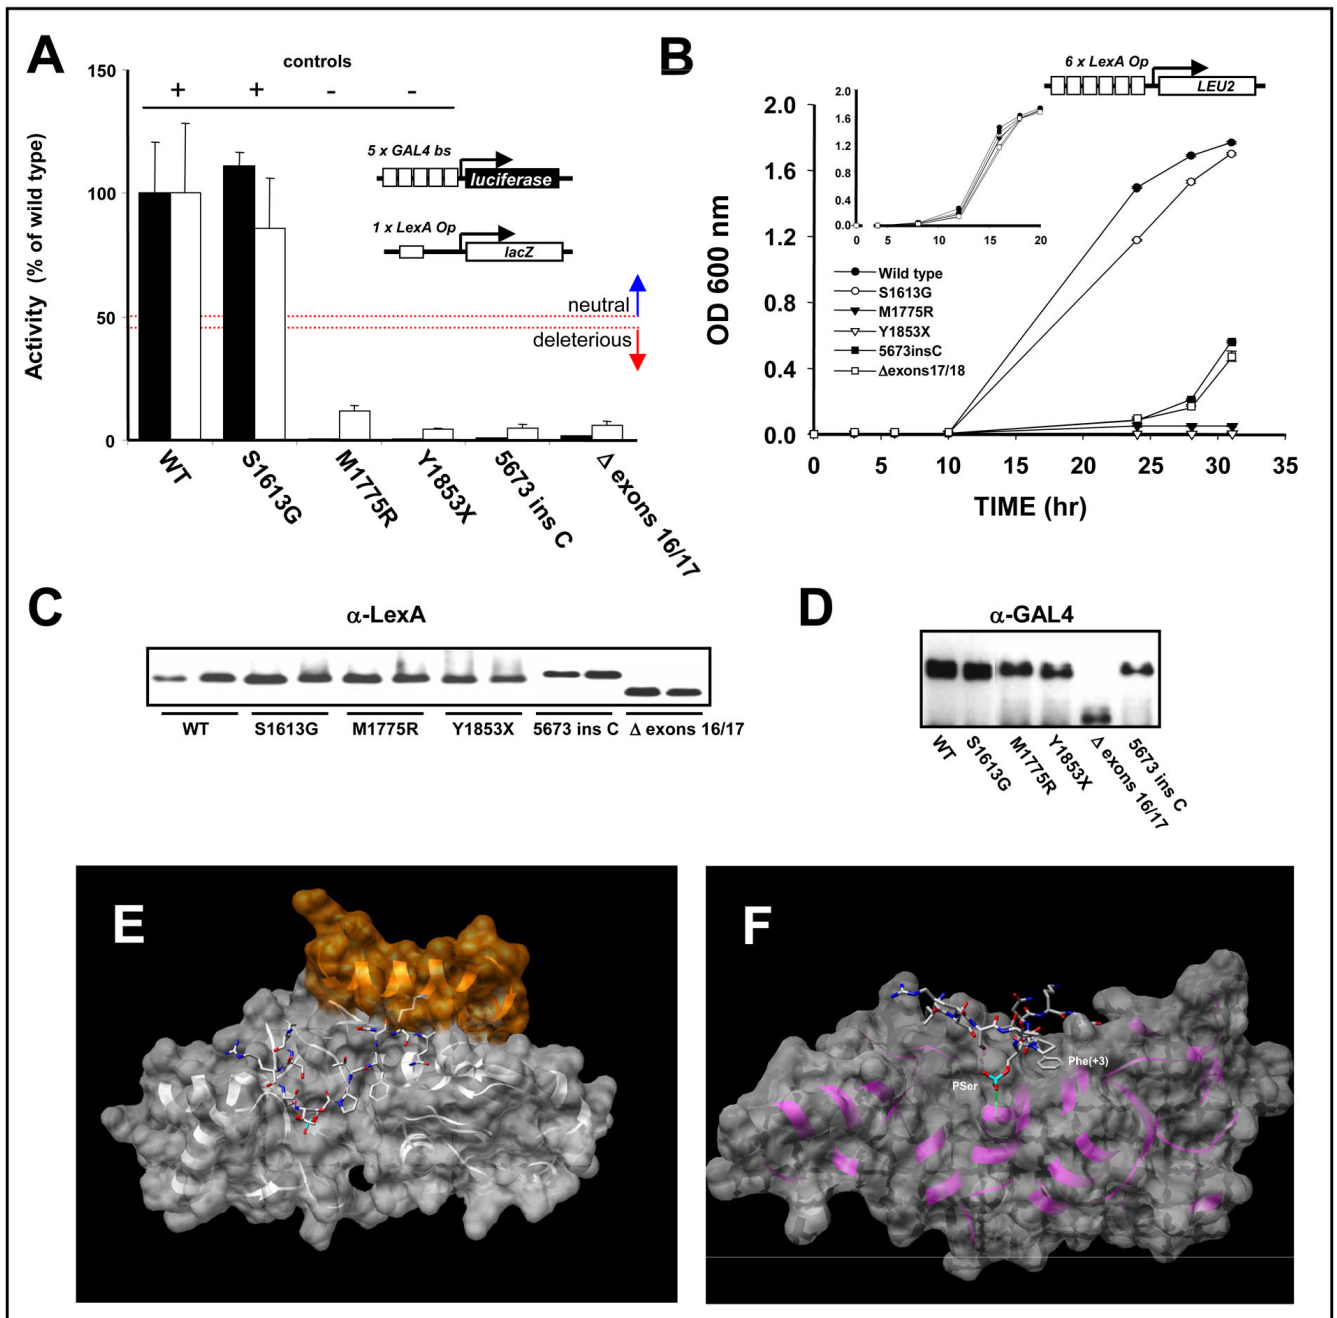 A
controls
+ + - -
Activity (% of wild type)
150
100
50
0
5 x GAL4 bs
luciferase
1 x LexA Op
lacZ
neutral
deleterious
WT
S1613G
M1775R
Y1853X
5673 ins C
Δ exons 16/17
B
6 x LexA Op
LEU2
OD 600 nm
2.0
1.6
1.2
0.8
0.4
0.0
2.0
1.6
1.2
0.8
0.4
0.0
0 5 10 15 20
Wild type
S1613G
M1775R
Y1853X
5673insC
Δexons17/18
0 5 10 15 20 25 30 35
TIME (hr)
C
α-LexA
WT S1613G M1775R Y1853X 5673 ins C Δ exons 16/17
D
α-GAL4
WT
S1613G
M1775R
Y1853X
Δ exons 16/17
5673 ins C
E
F
PSer
Phe(+3)